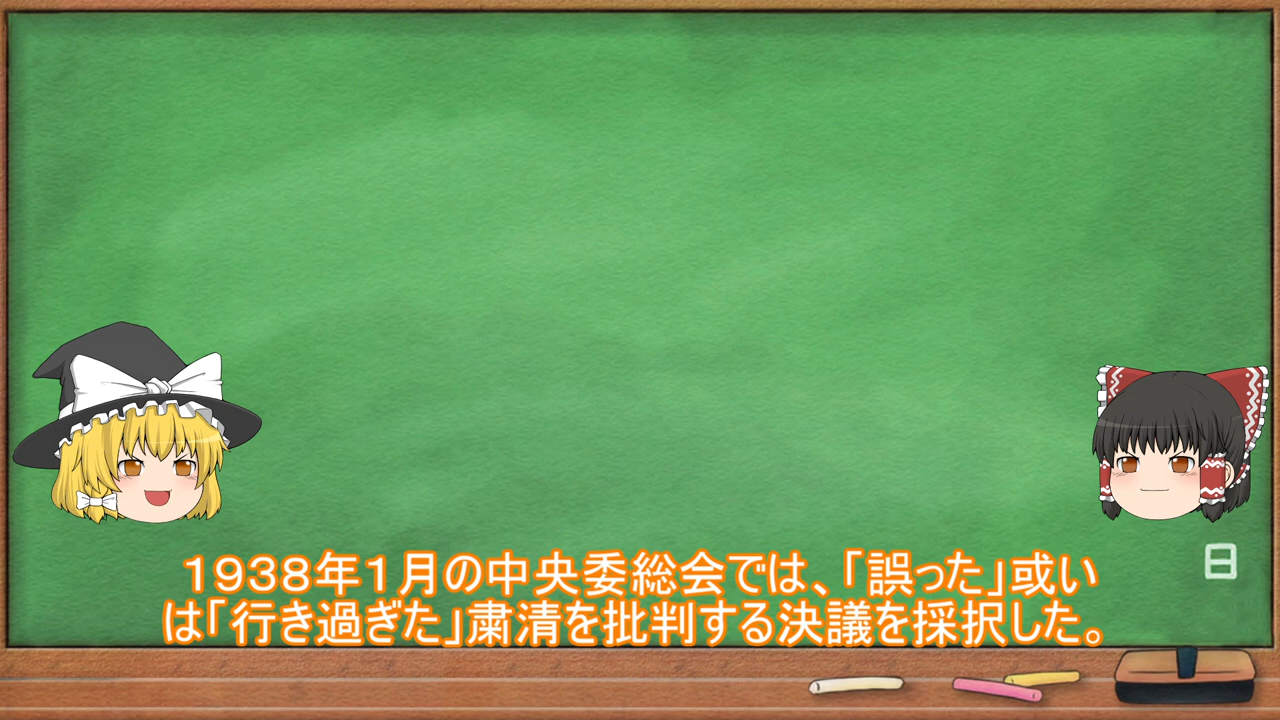 日
１９３８年１月の中央委総会では、「誤った」或い
は「行き過ぎた」粛清を批判する決議を採択した。